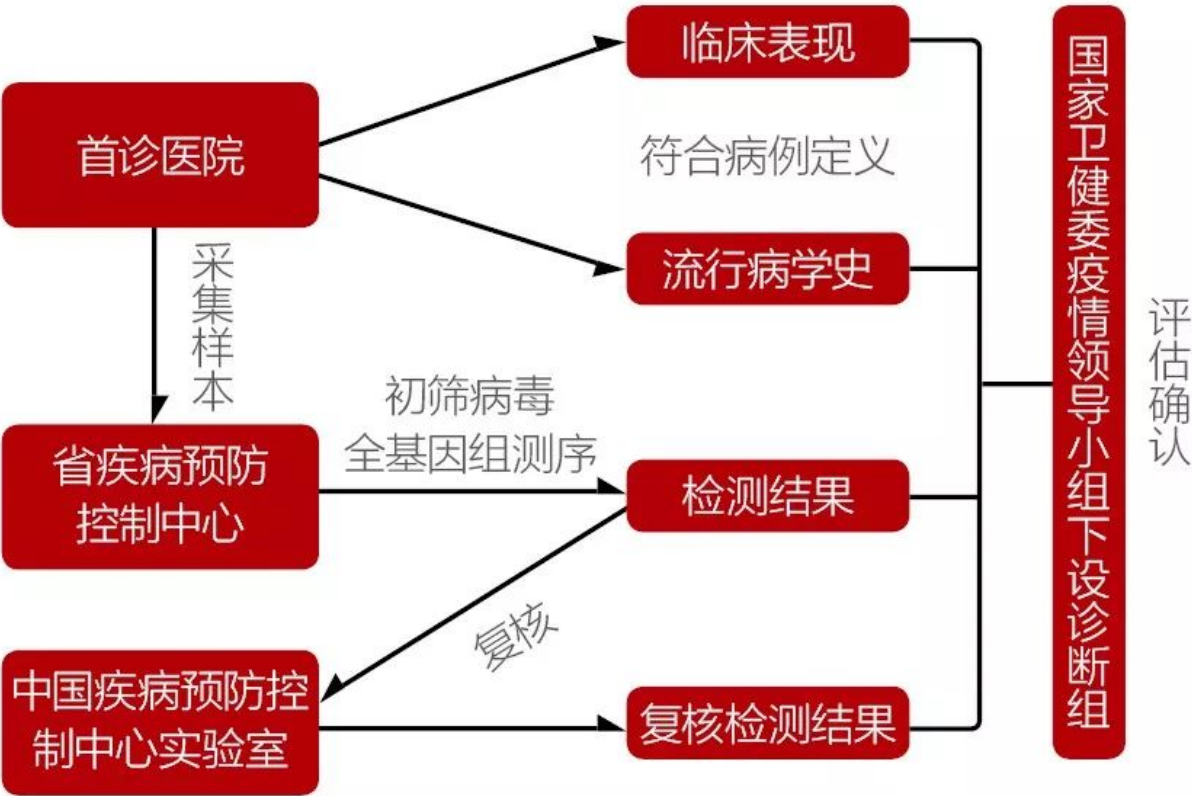 首诊医院
临床表现
符合病例定义
流行病学史
采集样本
省疾病预防
控制中心
初筛病毒
全基因组测序
检测结果
复核
中国疾病预防控
制中心实验室
复核检测结果
国家卫健委疫情领导小组下设诊断组
评估确认